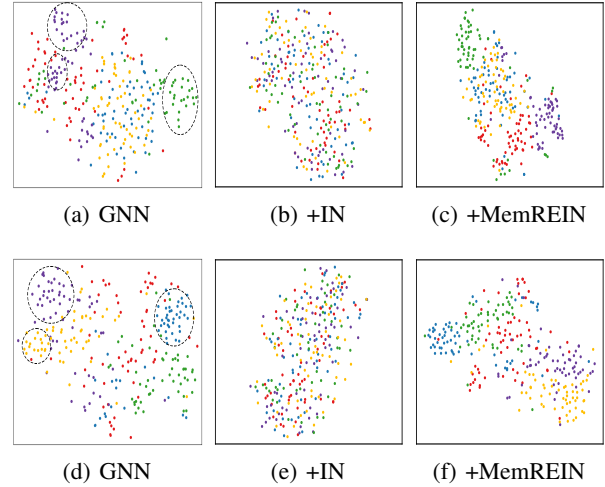 (a) GNN
(b) +IN
(c) +MemREIN
(d) GNN
(e) +IN
(f) +MemREIN